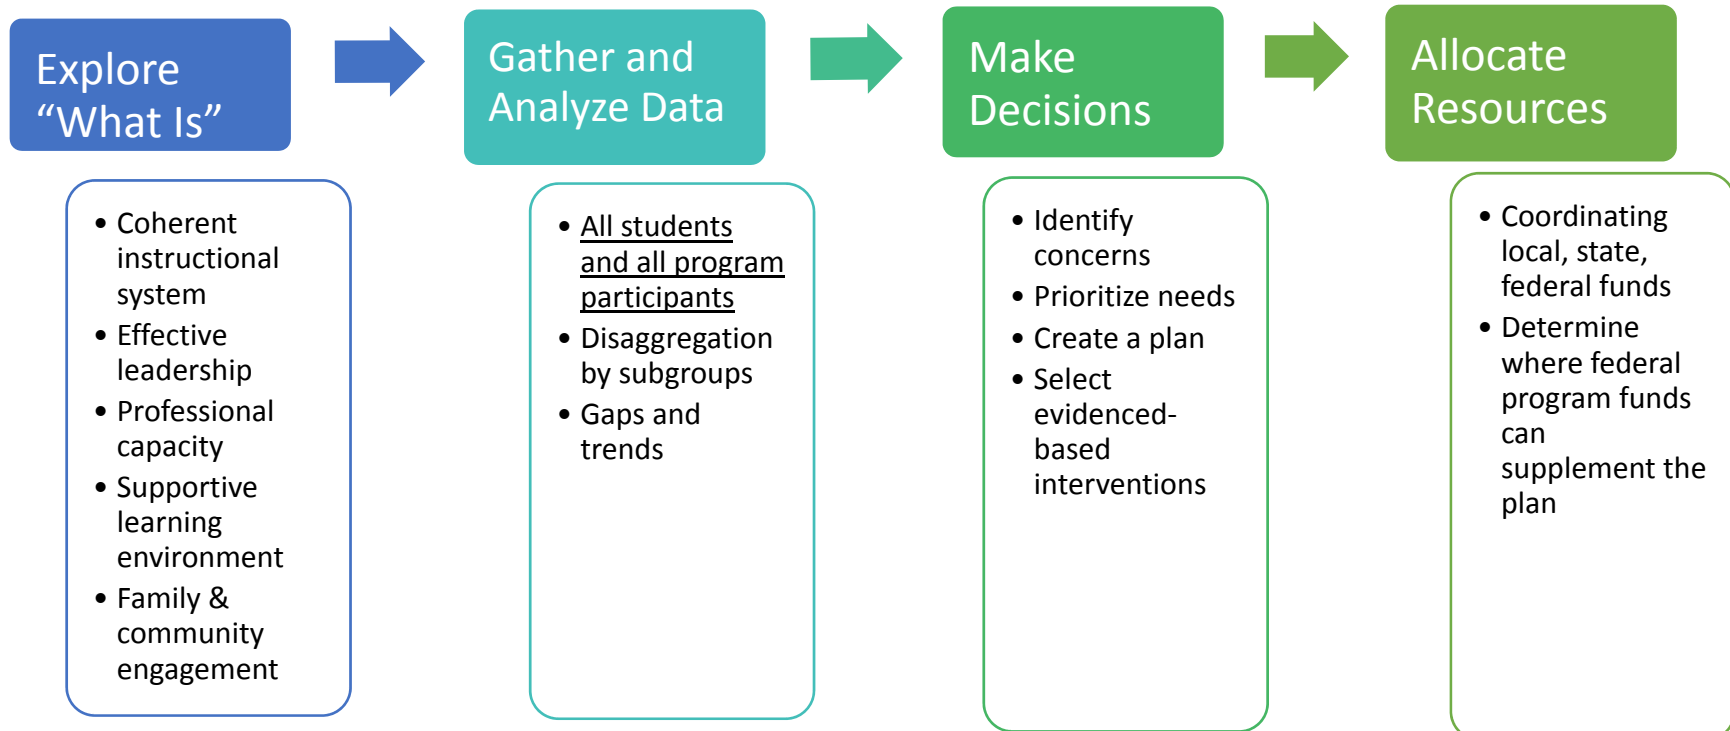 Explore
“What Is”
• Coherent
instructional
system
• Effective
leadership
• Professional
capacity
• Supportive
learning
environment
• Family &
community
engagement
Gather and
Analyze Data
• All students
and all program
participants
• Disaggregation
by subgroups
• Gaps and
trends
Make
Decisions
• Identify
concerns
• Prioritize needs
• Create a plan
• Select
evidenced-
based
interventions
Allocate
Resources
• Coordinating
local, state,
federal funds
• Determine
where federal
program funds
can
supplement the
plan